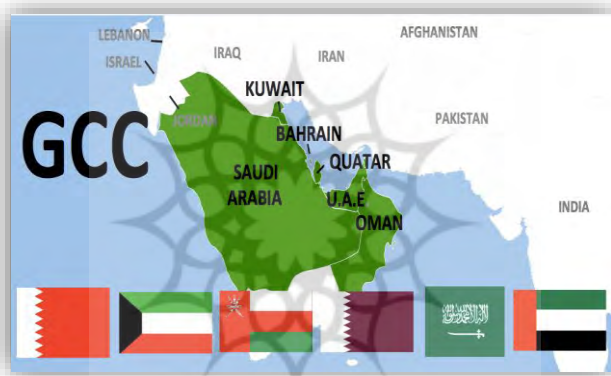 LEBANON
AFGHANISTAN
IRAQ
IRAN
ISRAEL
KUWAIT
JORDAN
PAKISTAN
GCC
BAHRAIN
QUATAR
SAUDI
ARABIA
U.A.E
INDIA
OMAN